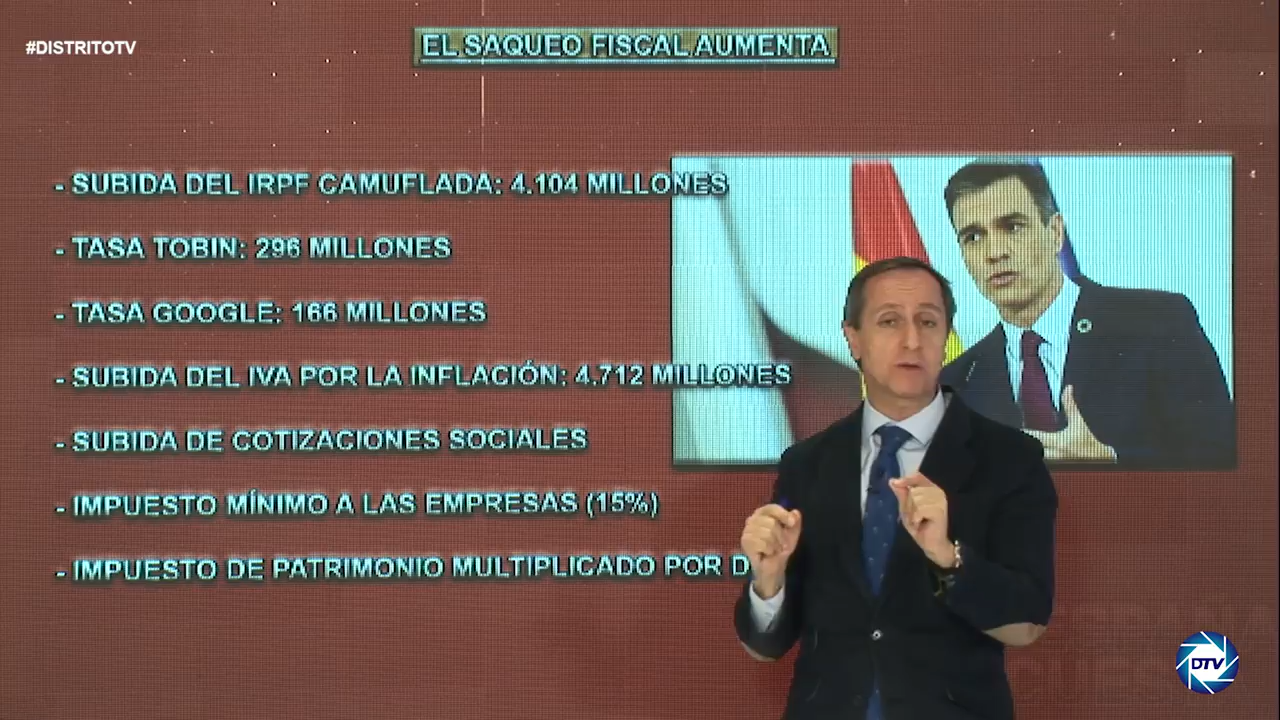 #DISTRITOTV
EL SAQUEO FISCAL AUMENTA
- SUBIDA DEL IRPF CAMUFLADA: 4.104 MILLONES
- TASA TOBIN: 296 MILLONES
- TASA GOOGLE: 166 MILLONES
- SUBIDA DEL IVA POR LA INFLACIÓN: 4.712 MILLONES
- SUBIDA DE COTIZACIONES SOCIALES
- IMPUESTO MÍNIMO A LAS EMPRESAS (15%)
- IMPUESTO DE PATRIMONIO MULTIPLICADO POR
DTV